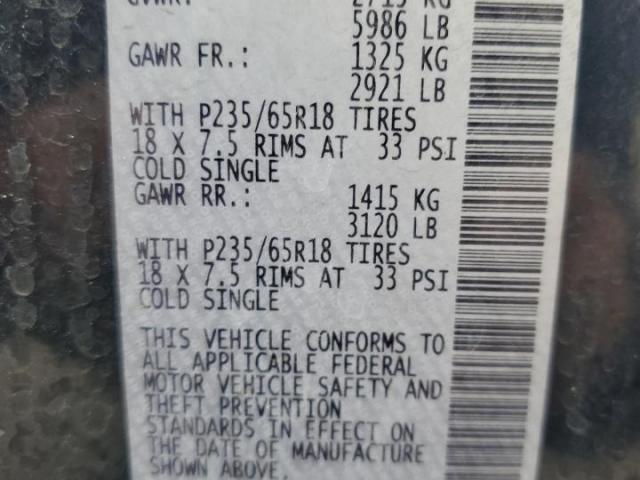 GVWR: 2715 KG
5986 LB
GAWR FR.: 1325 KG
2921 LB
WITH P235/65R18 TIRES
18 X 7.5 RIMS AT 33 PSI
COLD SINGLE
GAWR RR.: 1415 KG
3120 LB
WITH P235/65R18 TIRES
18 X 7.5 RIMS AT 33 PSI
COLD SINGLE
THIS VEHICLE CONFORMS TO
ALL APPLICABLE FEDERAL
MOTOR VEHICLE SAFETY AND
THEFT PREVENTION
STANDARDS IN EFFECT ON
THE DATE OF MANUFACTURE
SHOWN ABOVE.